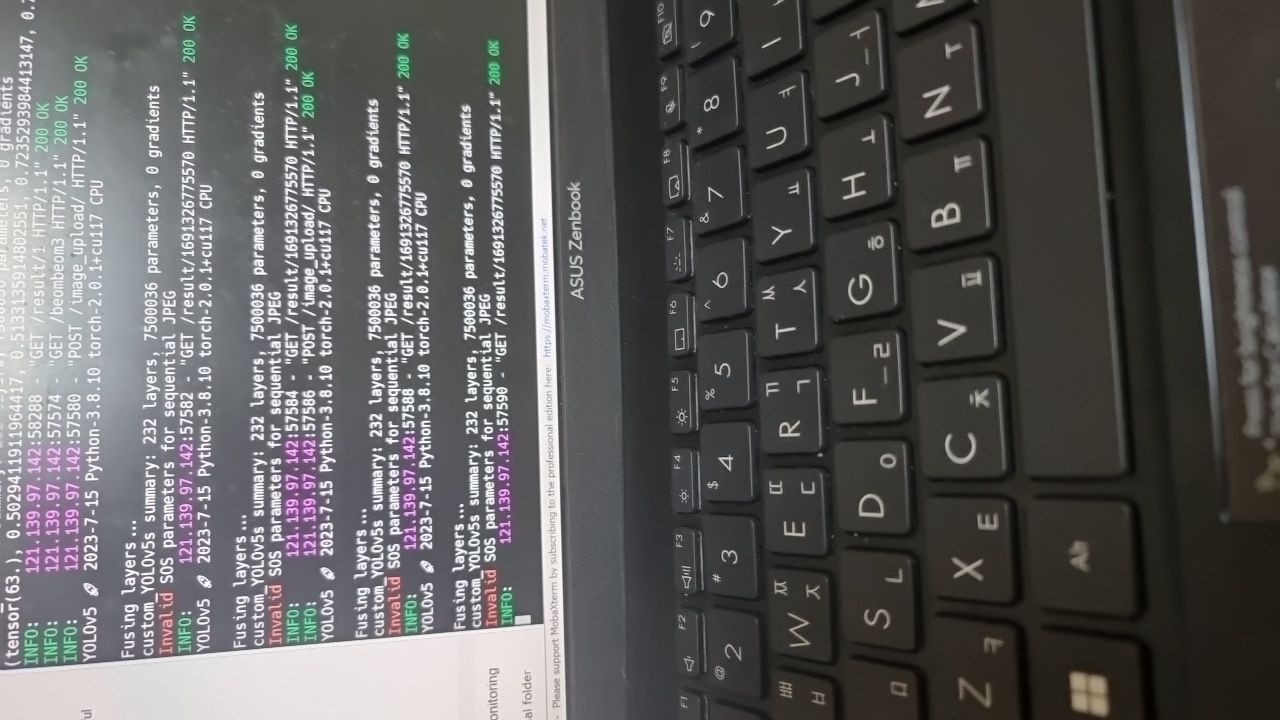 parameters, 0 gradients
(tensor(63.), 0.5029411911964417, 0.5133135914802551, 0.7235293984413147, 0.
INFO: 121.139.97.142:58288 - "GET /result/1 HTTP/1.1" 200 OK
INFO: 121.139.97.142:57574 - "GET /beombeom3 HTTP/1.1" 200 OK
INFO: 121.139.97.142:57580 - "POST /image_upload/ HTTP/1.1" 200 OK
YOLOv5 🚀 2023-7-15 Python-3.8.10 torch-2.0.1+cu117 CPU
Fusing layers ...
custom_YOLOv5s summary: 232 layers, 7500036 parameters, 0 gradients
Invalid SOS parameters for sequential JPEG
INFO: 121.139.97.142:57582 - "GET /result/1691326775570 HTTP/1.1" 200 OK
YOLOv5 🚀 2023-7-15 Python-3.8.10 torch-2.0.1+cu117 CPU
Fusing layers ...
custom_YOLOv5s summary: 232 layers, 7500036 parameters, 0 gradients
Invalid SOS parameters for sequential JPEG
INFO: 121.139.97.142:57584 - "GET /result/1691326775570 HTTP/1.1" 200 OK
INFO: 121.139.97.142:57586 - "POST /image_upload/ HTTP/1.1" 200 OK
YOLOv5 🚀 2023-7-15 Python-3.8.10 torch-2.0.1+cu117 CPU
Fusing layers ...
custom_YOLOv5s summary: 232 layers, 7500036 parameters, 0 gradients
Invalid SOS parameters for sequential JPEG
INFO: 121.139.97.142:57588 - "GET /result/1691326775570 HTTP/1.1" 200 OK
YOLOv5 🚀 2023-7-15 Python-3.8.10 torch-2.0.1+cu117 CPU
Fusing layers ...
custom_YOLOv5s summary: 232 layers, 7500036 parameters, 0 gradients
Invalid SOS parameters for sequential JPEG
INFO: 121.139.97.142:57590 - "GET /result/1691326775570 HTTP/1.1" 200 OK
ul
onitoring
al folder
- Please support MobaXterm by subscribing to the professional edition here: https://mobaxterm.mobatek.net
ASUS Zenbook
F1 F2 F3 F4 F5 F6 F7 F8 F9 F10
@ 2 # 3 $ 4 % 5 ^ 6 & 7 * 8 ( 9
ㅃ ㅂ W ㅉ ㅈ E ㄸ ㄷ R ㄲ ㄱ T ㅆ ㅅ Y ㅛ U ㅕ I
ㅁ S ㄴ D ㅇ F ㄹ G ㅎ H ㅗ J ㅓ
Z ㅋ X ㅌ C ㅊ V ㅍ B ㅠ N ㅜ
Alt
Press for brightness control